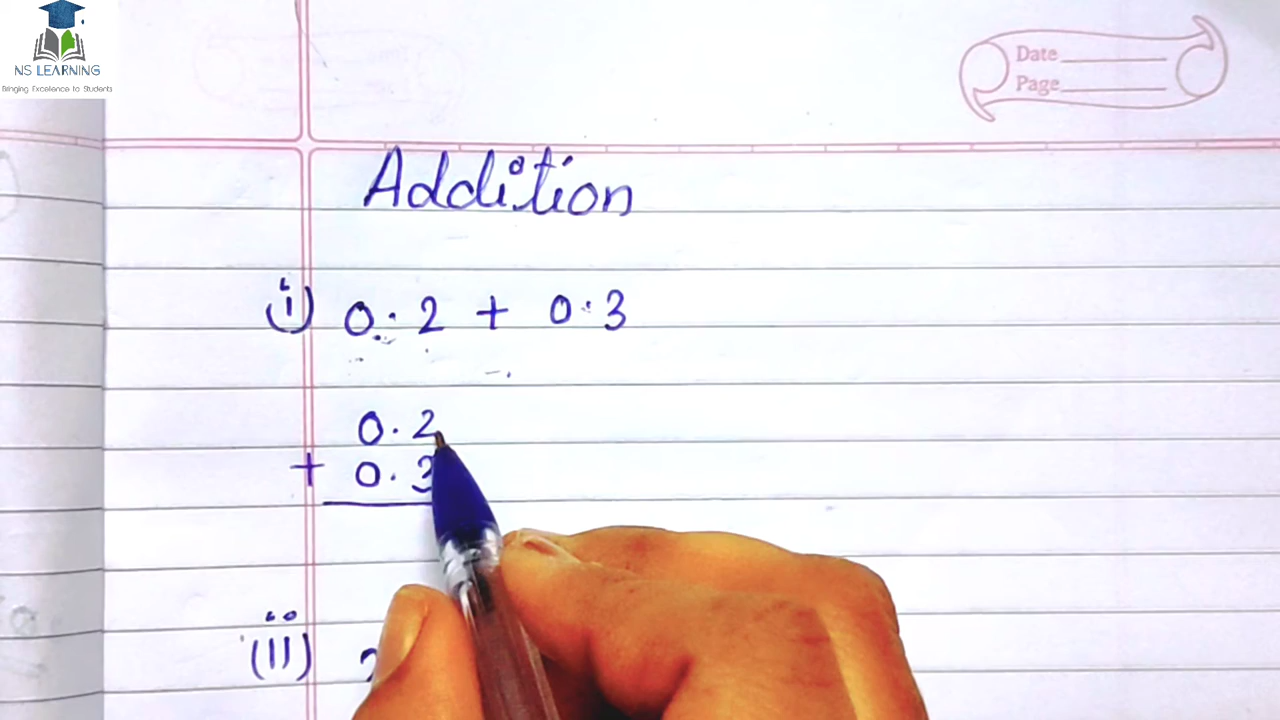 NS LEARNING
Bringing Excellence to Students
Date
Page
Addition
i) 0.2 + 0.3
0.2
+ 0.3
(ii)